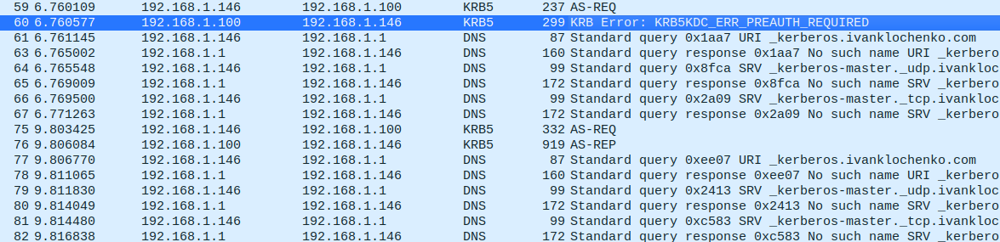 59 6.760109 192.168.1.146 192.168.1.100 KRB5 237 AS-REQ
60 6.760577 192.168.1.100 192.168.1.146 KRB5 299 KRB Error: KRB5KDC_ERR_PREAUTH_REQUIRED
61 6.761145 192.168.1.146 192.168.1.1 DNS 87 Standard query 0x1aa7 URI _kerberos.ivanklochenko.com
63 6.765002 192.168.1.1 192.168.1.146 DNS 160 Standard query response 0x1aa7 No such name URI _kerbero
64 6.765548 192.168.1.146 192.168.1.1 DNS 99 Standard query 0x8fca SRV _kerberos-master._udp.ivankloc
65 6.769009 192.168.1.1 192.168.1.146 DNS 172 Standard query response 0x8fca No such name SRV _kerbero
66 6.769500 192.168.1.146 192.168.1.1 DNS 99 Standard query 0x2a09 SRV _kerberos-master._tcp.ivankloc
67 6.771263 192.168.1.1 192.168.1.146 DNS 172 Standard query response 0x2a09 No such name SRV _kerbero
75 9.803425 192.168.1.146 192.168.1.100 KRB5 332 AS-REQ
76 9.806084 192.168.1.100 192.168.1.146 KRB5 919 AS-REP
77 9.806770 192.168.1.146 192.168.1.1 DNS 87 Standard query 0xee07 URI _kerberos.ivanklochenko.com
78 9.811065 192.168.1.1 192.168.1.146 DNS 160 Standard query response 0xee07 No such name URI _kerbero
79 9.811830 192.168.1.146 192.168.1.1 DNS 99 Standard query 0x2413 SRV _kerberos-master._udp.ivankloc
80 9.814049 192.168.1.1 192.168.1.146 DNS 172 Standard query response 0x2413 No such name SRV _kerbero
81 9.814480 192.168.1.146 192.168.1.1 DNS 99 Standard query 0xc583 SRV _kerberos-master._tcp.ivankloc
82 9.816838 192.168.1.1 192.168.1.146 DNS 172 Standard query response 0xc583 No such name SRV _kerbero